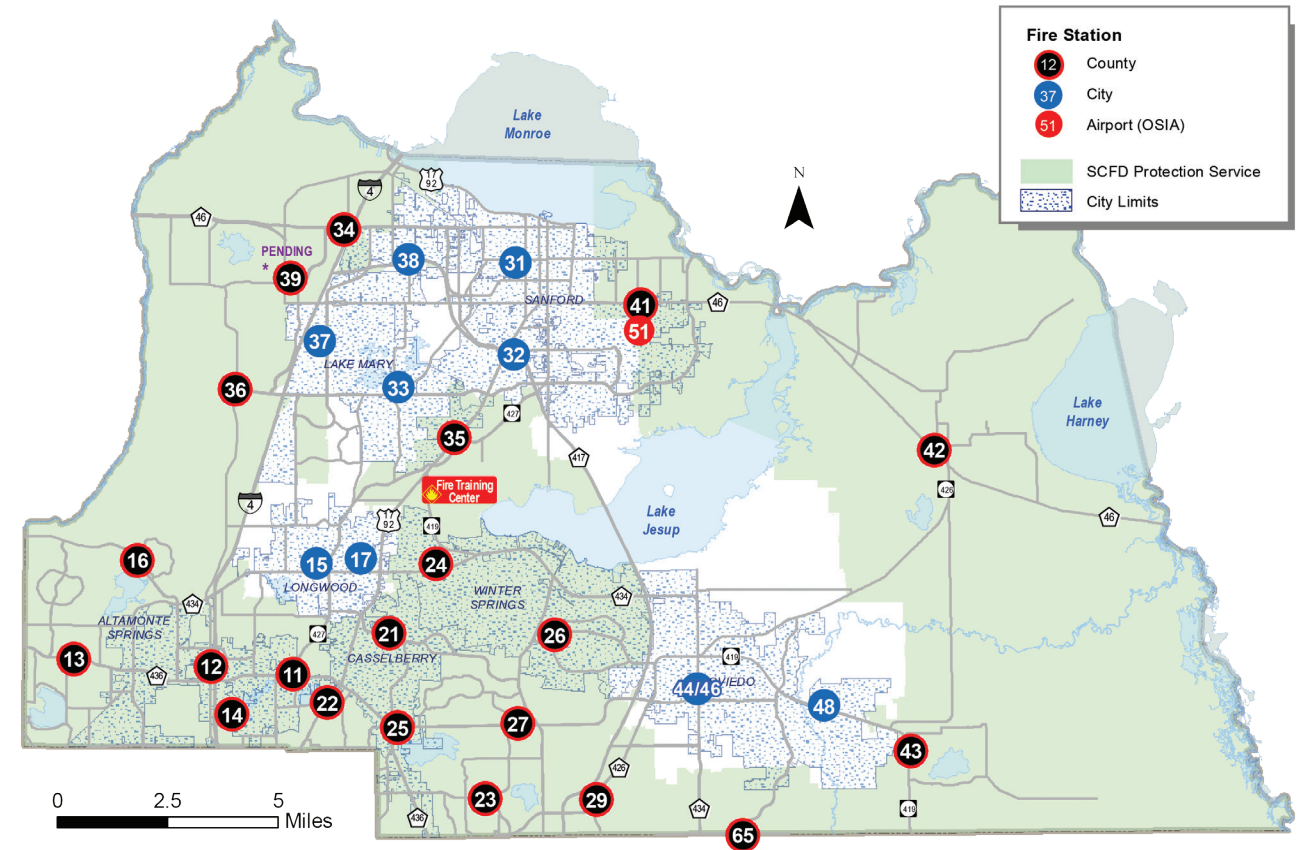 Fire Station
12 County
37 City
51 Airport (OSIA)
SCFD Protection Service
City Limits
Lake
Monroe
N
17
92
4
46
34
PENDING
*
39
38
31
SANFORD
41
46
51
37
LAKE MARY
32
33
36
427
35
417
Lake
Harney
42
Fire Training
Center
426
4
17
92
419
Lake
Jesup
46
16
15
17
24
LONGWOOD
WINTER
SPRINGS
434
434
ALTAMONTE
SPRINGS
427
21
26
13
12
436
CASSELBERRY
419
11
44/46
OVIEDO
22
14
48
25
27
43
426
0 2.5 5
Miles
23
29
436
434
419
65